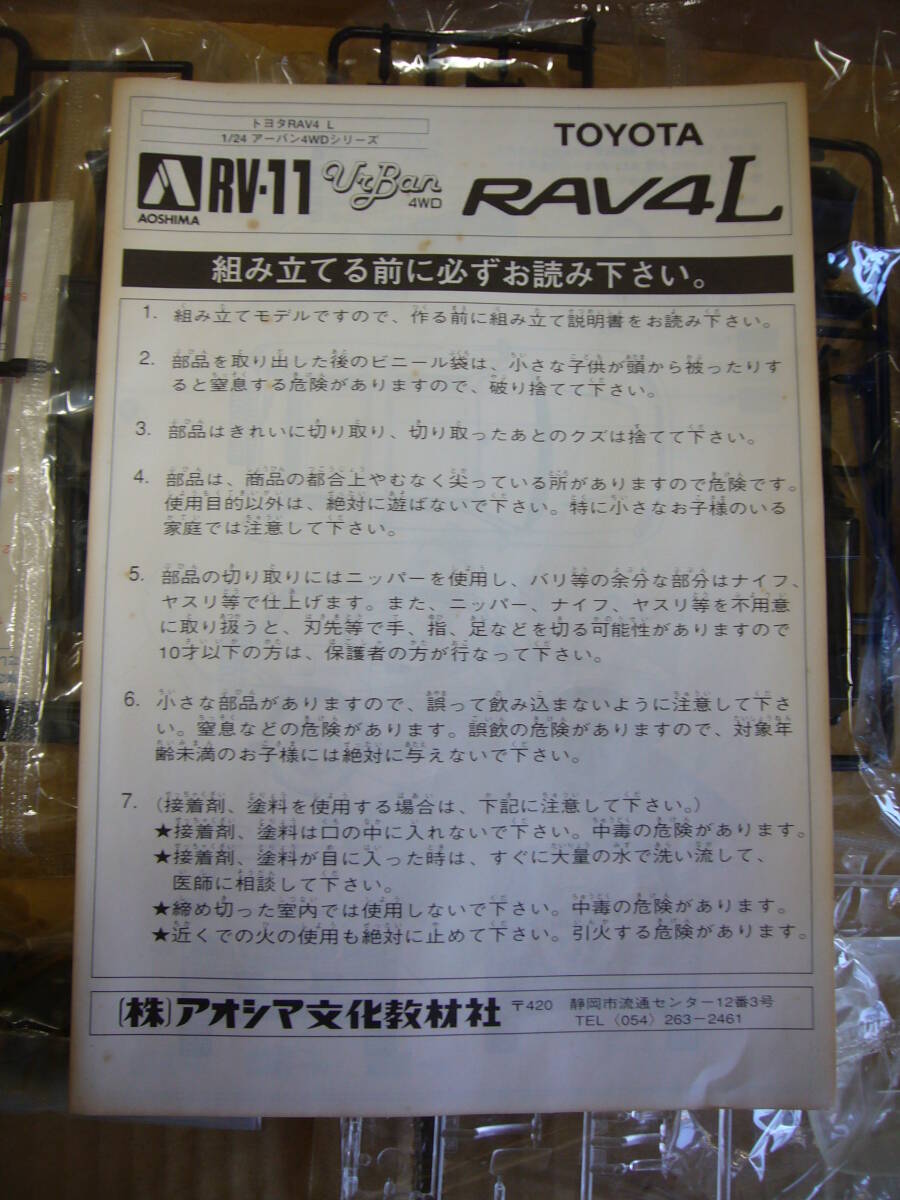 トヨタRAV4 L
1/24 アーバン4WDシリーズ
TOYOTA
AOSHIMA
RV-11
UrBan
4WD
RAV4L
組み立てる前に必ずお読み下さい。
1. 組み立てモデルですので、作る前に組み立て説明書をお読み下さい。
2. 部品を取り出した後のビニール袋は、小さな子供が頭から被ったりす
ると窒息する危険がありますので、破り捨てて下さい。
3. 部品はきれいに切り取り、切り取ったあとのクズは捨てて下さい。
4. 部品は、商品の都合上やむなく尖っている所がありますので危険です。
使用目的以外は、絶対に遊ばないで下さい。特に小さなお子様のいる
家庭では注意して下さい。
5. 部品の切り取りにはニッパーを使用し、バリ等の余分な部分はナイフ、
ヤスリ等で仕上げます。また、ニッパー、ナイフ、ヤスリ等を不用意
に取り扱うと、刃先等で手、指、足などを切る可能性がありますので
10才以下の方は、保護者の方が行なって下さい。
6. 小さな部品がありますので、誤って飲み込まないように注意して下さ
い。窒息などの危険があります。誤飲の危険がありますので、対象年
齢未満のお子様には絶対に与えないで下さい。
7. (接着剤、塗料を使用する場合は、下記に注意して下さい。)
★接着剤、塗料は口の中に入れないで下さい。中毒の危険があります。
★接着剤、塗料が目に入った時は、すぐに大量の水で洗い流して、
医師に相談して下さい。
★締め切った室内では使用しないで下さい。中毒の危険があります。
★近くでの火の使用も絶対に止めて下さい。引火する危険があります。
(株)アオシマ文化教材社
〒420 静岡市流通センター12番3号
TEL〈054〉263-2461